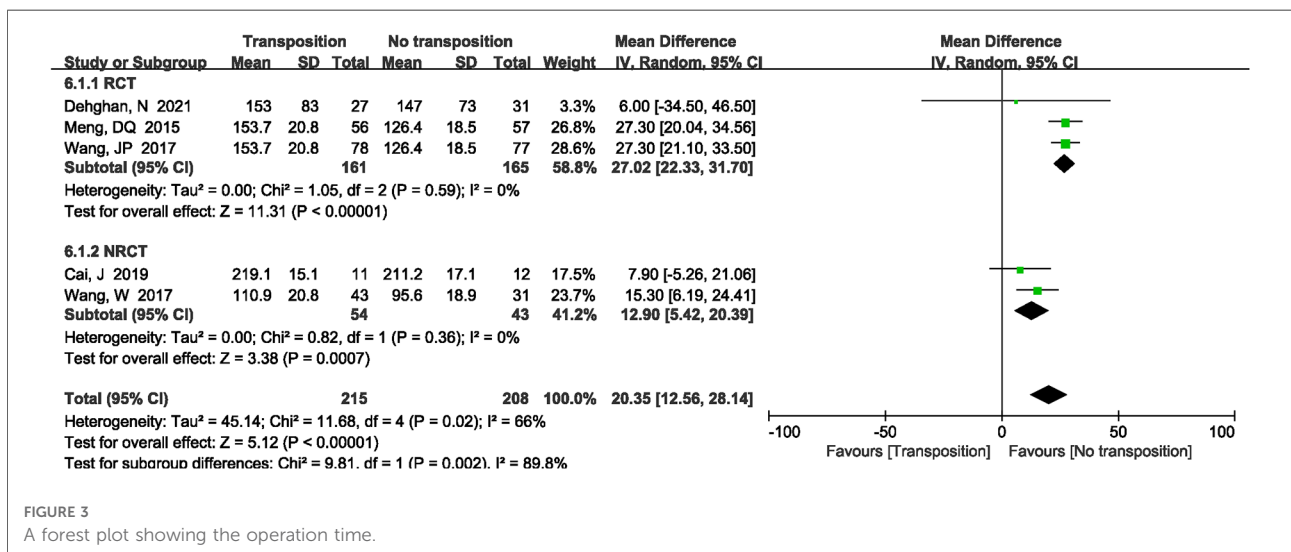 Transposition No transposition Mean Difference Mean Difference
Study or Subgroup Mean SD Total Mean SD Total Weight IV, Random, 95% CI IV, Random, 95% CI
6.1.1 RCT
Dehghan, N 2021 153 83 27 147 73 31 3.3% 6.00 [-34.50, 46.50]
Meng, DQ 2015 153.7 20.8 56 126.4 18.5 57 26.8% 27.30 [20.04, 34.56]
Wang, JP 2017 153.7 20.8 78 126.4 18.5 77 28.6% 27.30 [21.10, 33.50]
Subtotal (95% CI) 161 165 58.8% 27.02 [22.33, 31.70]
Heterogeneity: Tau² = 0.00; Chi² = 1.05, df = 2 (P = 0.59); I² = 0%
Test for overall effect: Z = 11.31 (P < 0.00001)
6.1.2 NRCT
Cai, J 2019 219.1 15.1 11 211.2 17.1 12 17.5% 7.90 [-5.26, 21.06]
Wang, W 2017 110.9 20.8 43 95.6 18.9 31 23.7% 15.30 [6.19, 24.41]
Subtotal (95% CI) 54 43 41.2% 12.90 [5.42, 20.39]
Heterogeneity: Tau² = 0.00; Chi² = 0.82, df = 1 (P = 0.36); I² = 0%
Test for overall effect: Z = 3.38 (P = 0.0007)
Total (95% CI) 215 208 100.0% 20.35 [12.56, 28.14]
Heterogeneity: Tau² = 45.14; Chi² = 11.68, df = 4 (P = 0.02); I² = 66%
Test for overall effect: Z = 5.12 (P < 0.00001)
Test for subgroup differences: Chi² = 9.81, df = 1 (P = 0.002), I² = 89.8%
-100 -50 0 50 100
Favours [Transposition] Favours [No transposition]
FIGURE 3
A forest plot showing the operation time.